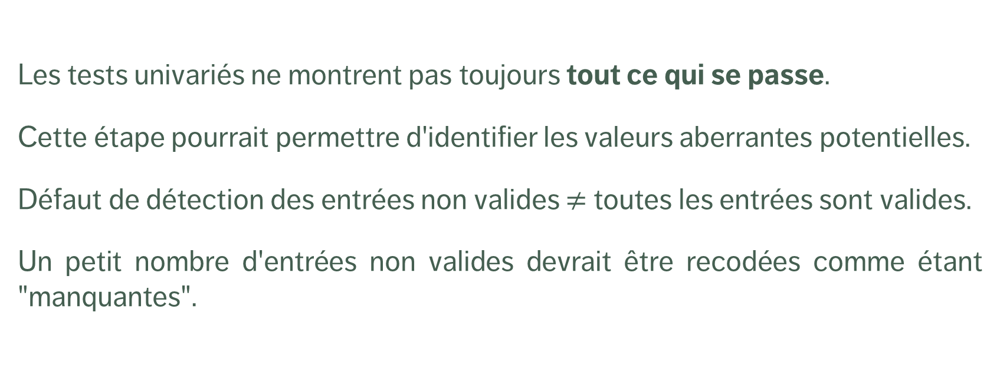 Les tests univariés ne montrent pas toujours tout ce qui se passe.
Cette étape pourrait permettre d'identifier les valeurs aberrantes potentielles.
Défaut de détection des entrées non valides ≠ toutes les entrées sont valides.
Un petit nombre d'entrées non valides devrait être recodées comme étant
"manquantes".